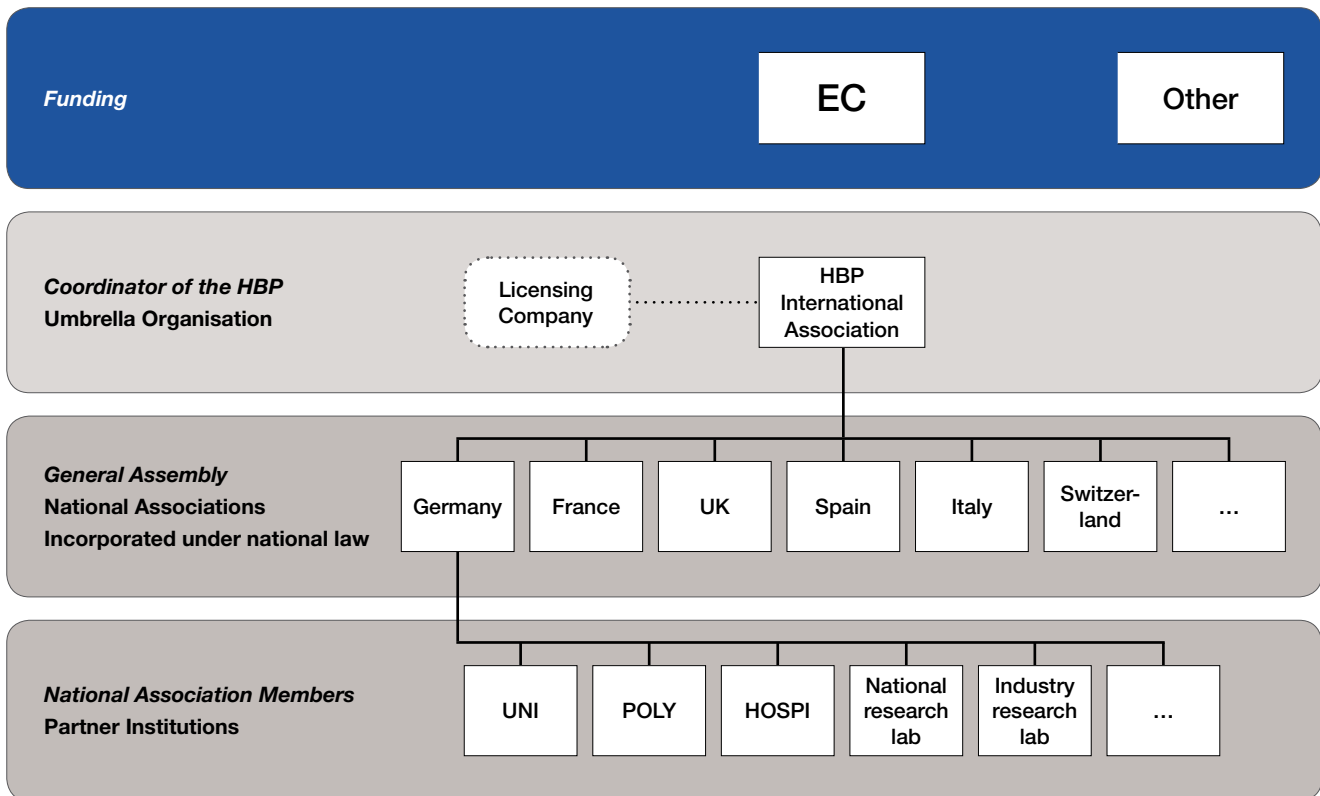 Funding
EC
Other
Coordinator of the HBP
Umbrella Organisation
Licensing
Company
HBP
International
Association
General Assembly
National Associations
Incorporated under national law
Germany
France
UK
Spain
Italy
Switzer-
land
...
National Association Members
Partner Institutions
UNI
POLY
HOSPI
National
research
lab
Industry
research
lab
...